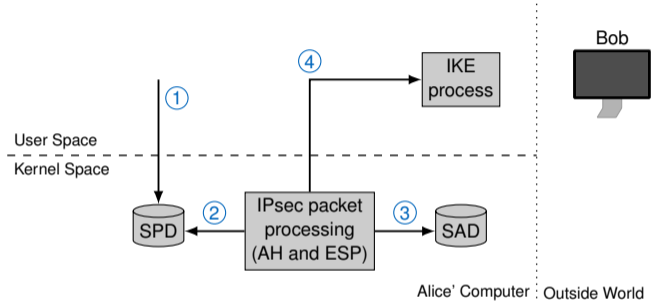 Bob
④
IKE
process
①
User Space
Kernel Space
IPsec packet
processing
(AH and ESP)
②
③
SPD
SAD
Alice' Computer
Outside World